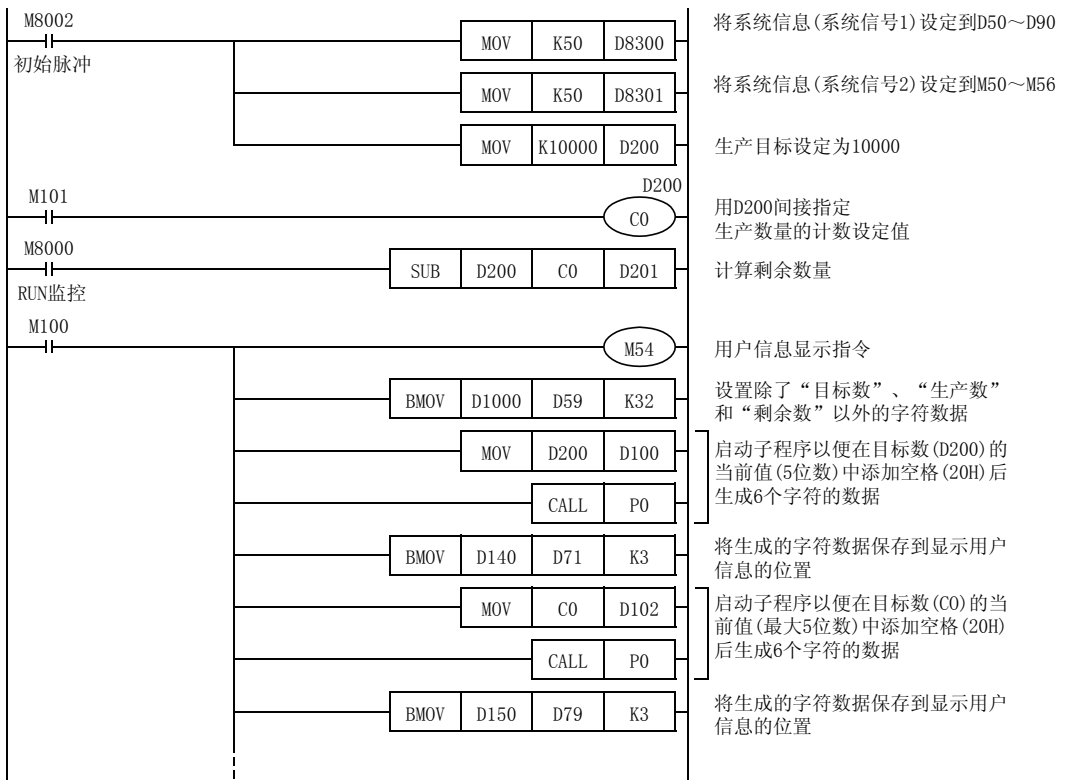 M8002
初始脉冲
MOV K50 D8300
将系统信息(系统信号1)设定到D50～D90
MOV K50 D8301
将系统信息(系统信号2)设定到M50～M56
MOV K10000 D200
生产目标设定为10000
M101
D200
C0
用D200间接指定
生产数量的计数设定值
M8000
RUN监控
SUB D200 C0 D201
计算剩余数量
M100
M54
用户信息显示指令
BMOV D1000 D59 K32
设置除了“目标数”、“生产数”
和“剩余数”以外的字符数据
MOV D200 D100
CALL P0
启动子程序以便在目标数(D200)的
当前值(5位数)中添加空格(20H)后
生成6个字符的数据
BMOV D140 D71 K3
将生成的字符数据保存到显示用户
信息的位置
MOV C0 D102
CALL P0
启动子程序以便在目标数(C0)的当
前值(最大5位数)中添加空格(20H)
后生成6个字符的数据
BMOV D150 D79 K3
将生成的字符数据保存到显示用户
信息的位置